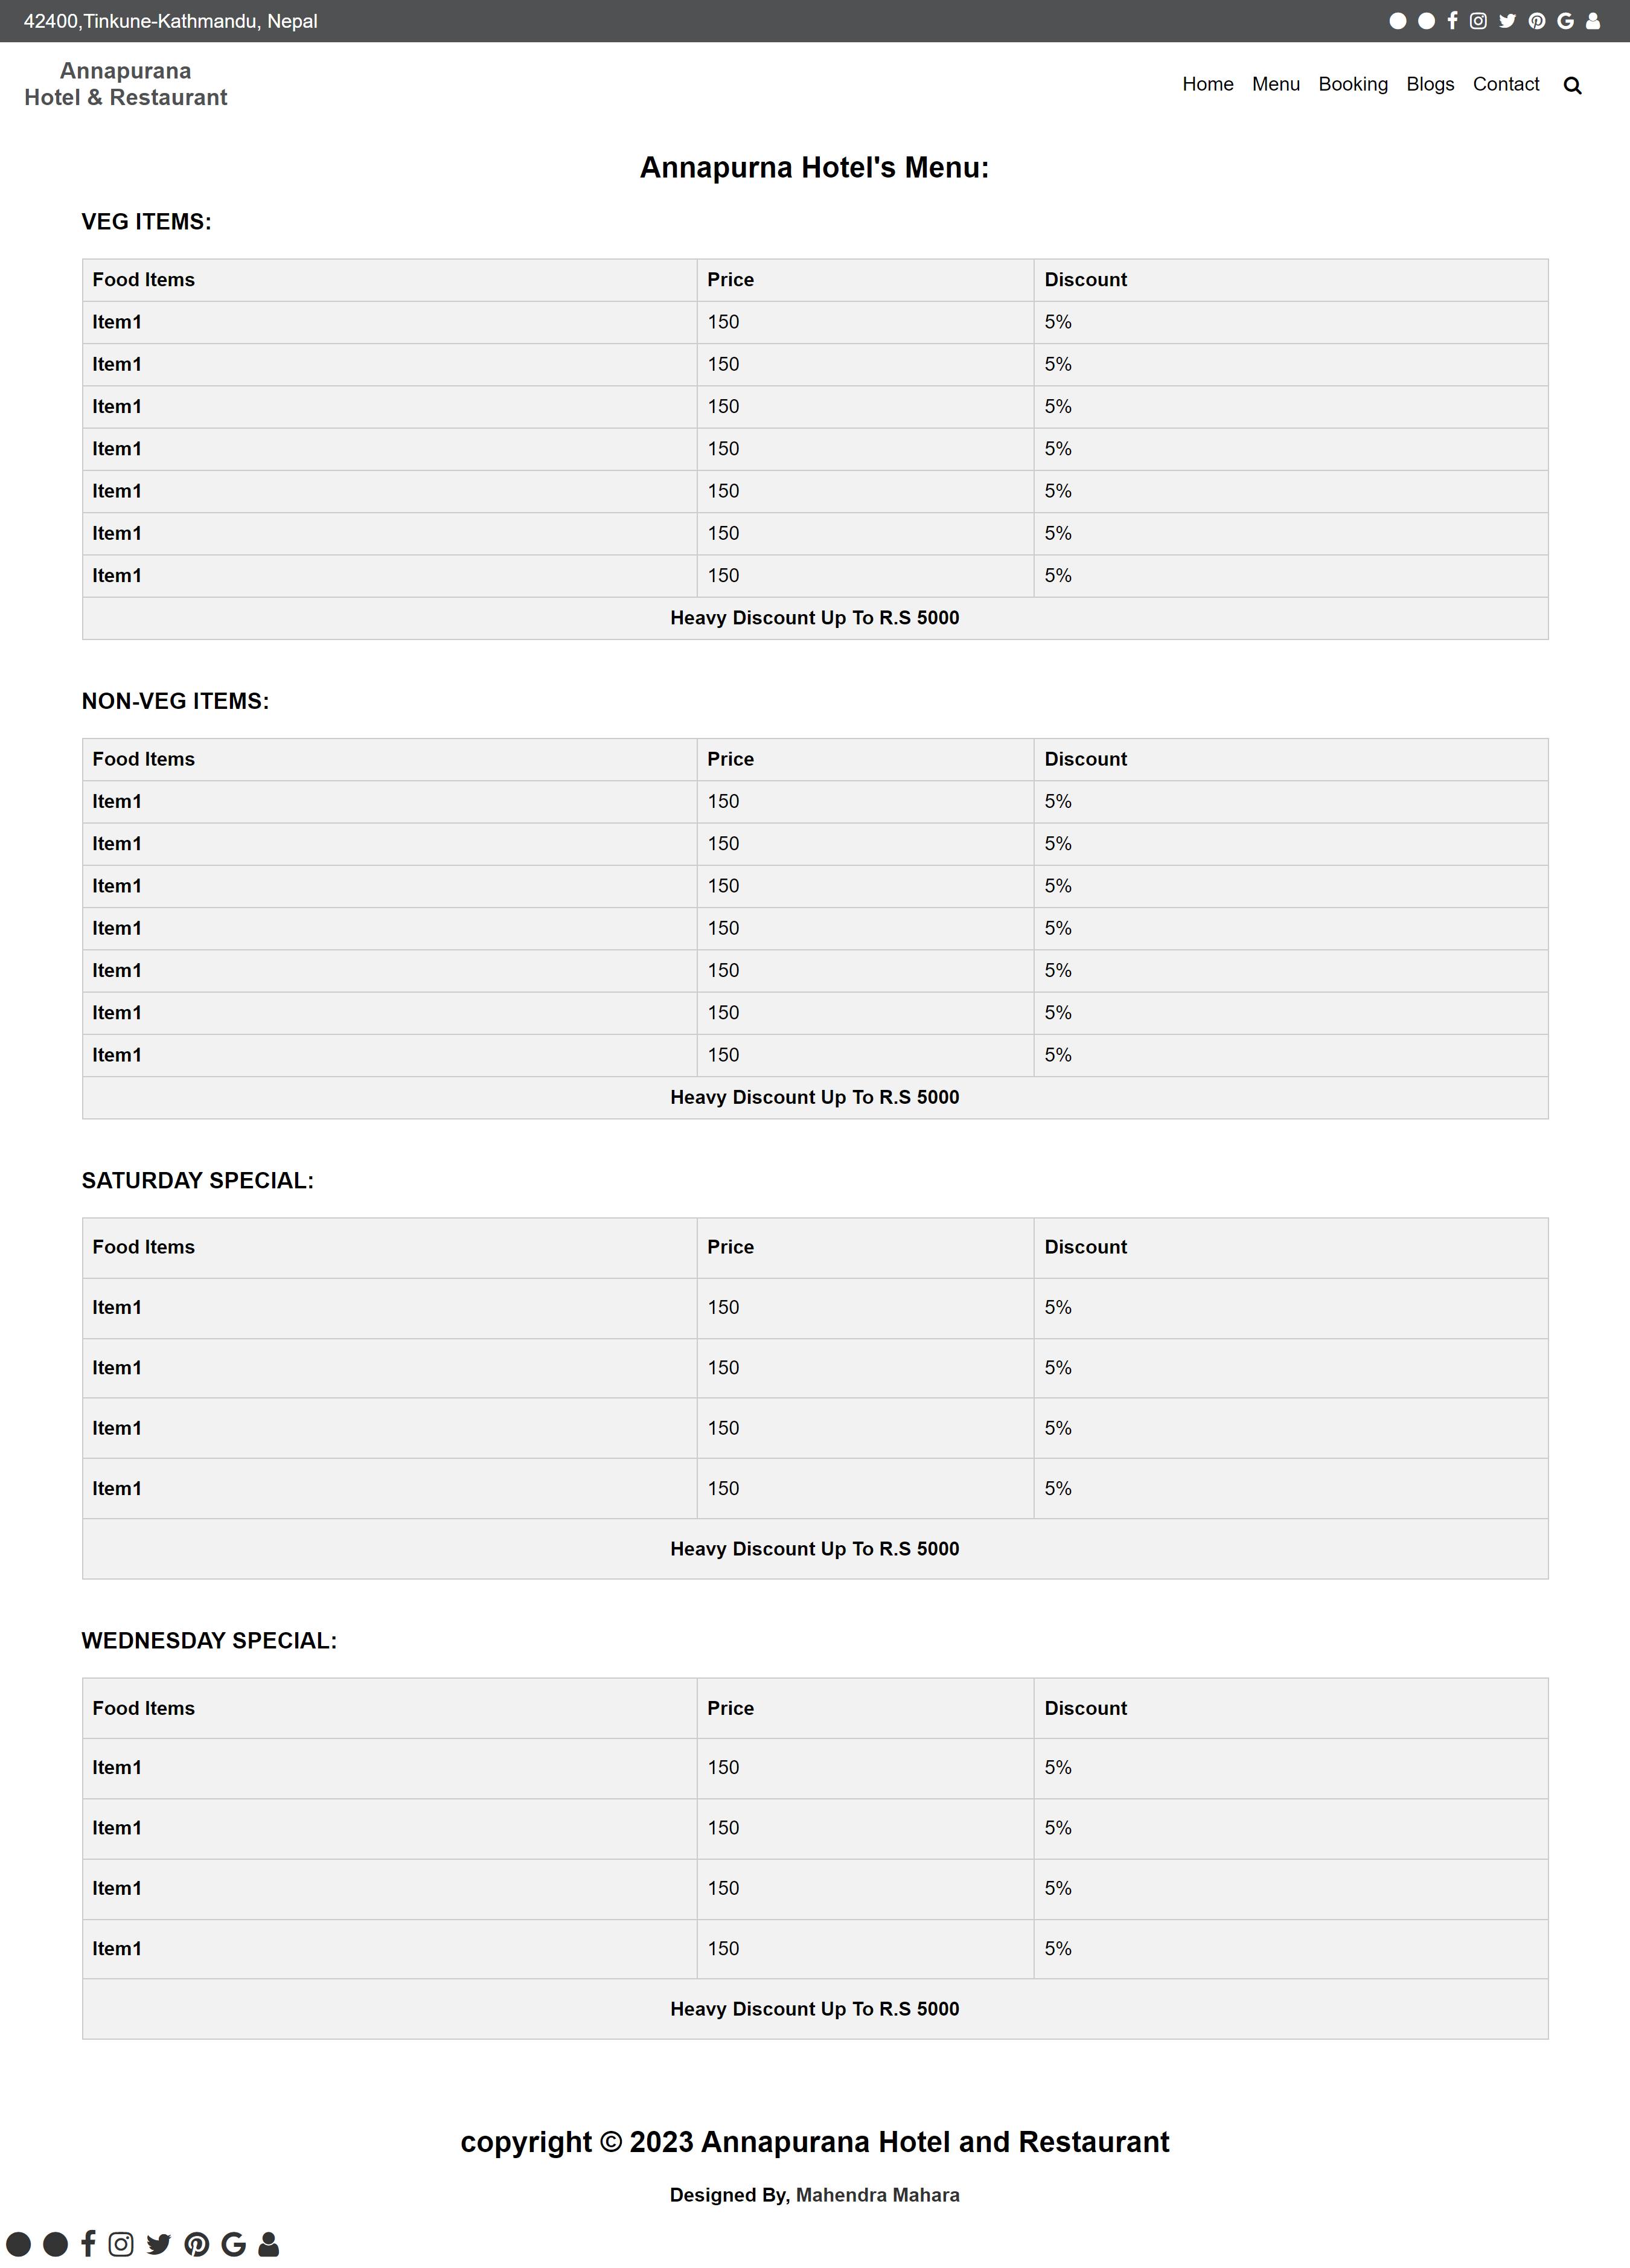 42400,Tinkune-Kathmandu, Nepal
Annapurana
Hotel & Restaurant
Home Menu Booking Blogs Contact
Annapurna Hotel's Menu:
VEG ITEMS:
Food Items Price Discount
Item1 150 5%
Item1 150 5%
Item1 150 5%
Item1 150 5%
Item1 150 5%
Item1 150 5%
Item1 150 5%
Heavy Discount Up To R.S 5000
NON-VEG ITEMS:
Food Items Price Discount
Item1 150 5%
Item1 150 5%
Item1 150 5%
Item1 150 5%
Item1 150 5%
Item1 150 5%
Item1 150 5%
Heavy Discount Up To R.S 5000
SATURDAY SPECIAL:
Food Items Price Discount
Item1 150 5%
Item1 150 5%
Item1 150 5%
Item1 150 5%
Heavy Discount Up To R.S 5000
WEDNESDAY SPECIAL:
Food Items Price Discount
Item1 150 5%
Item1 150 5%
Item1 150 5%
Item1 150 5%
Heavy Discount Up To R.S 5000
copyright © 2023 Annapurana Hotel and Restaurant
Designed By, Mahendra Mahara